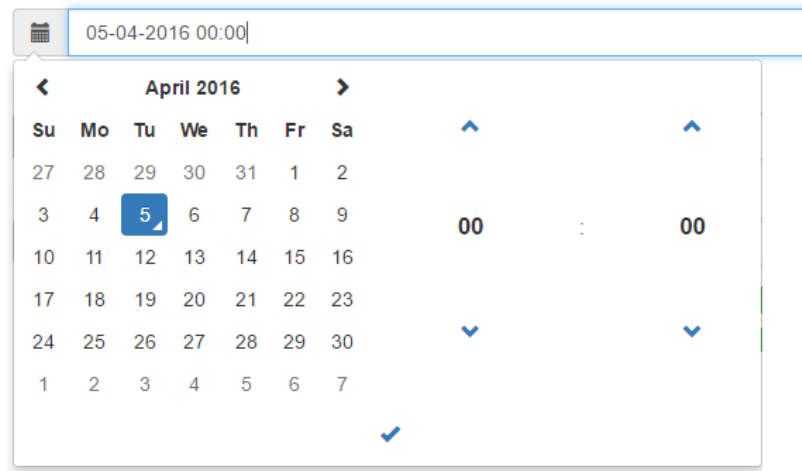 05-04-2016 00:00
April 2016
Su Mo Tu We Th Fr Sa
27 28 29 30 31 1 2
3 4 5 6 7 8 9
00 : 00
10 11 12 13 14 15 16
17 18 19 20 21 22 23
24 25 26 27 28 29 30
1 2 3 4 5 6 7